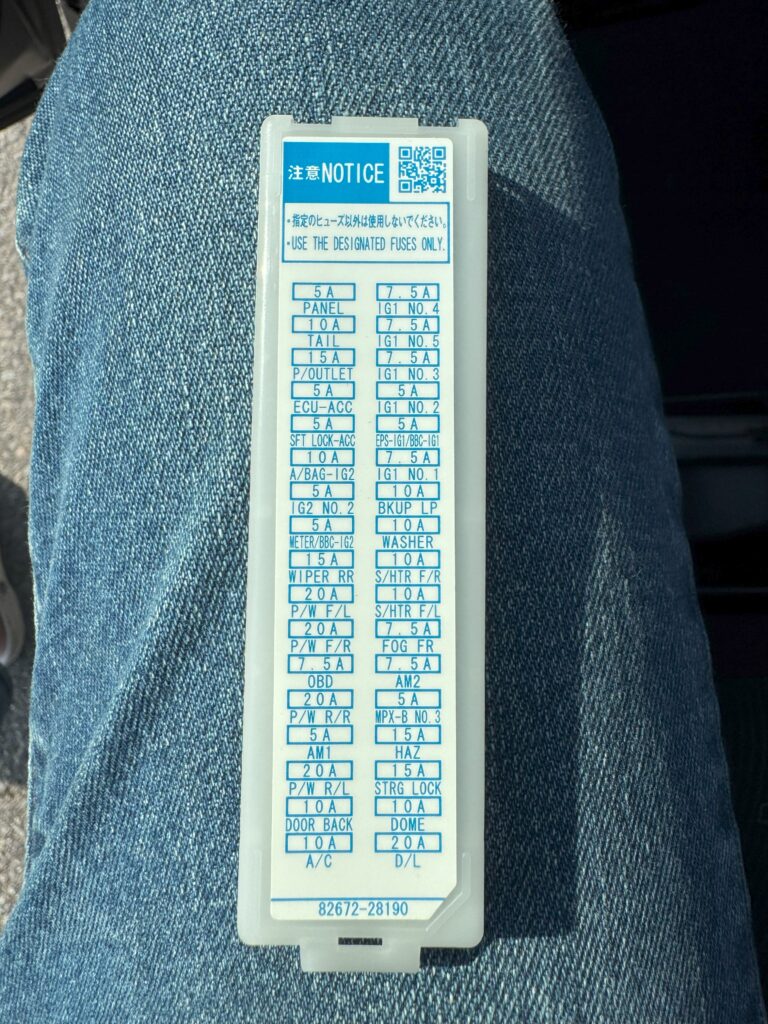 注意NOTICE
・指定のヒューズ以外は使用しないでください。
・USE THE DESIGNATED FUSES ONLY.
5A 7.5A
PANEL IG1 NO.4
10A 7.5A
TAIL IG1 NO.5
15A 7.5A
P/OUTLET IG1 NO.3
5A 5A
ECU-ACC IG1 NO.2
5A 5A
SFT LOCK-ACC EPS-IG1/BBC-IG1
10A 7.5A
A/BAG-IG2 IG1 NO.1
5A 10A
IG2 NO.2 BKUP LP
5A 10A
METER/BBC-IG2 WASHER
15A 10A
WIPER RR S/HTR F/R
20A 10A
P/W F/L S/HTR F/L
20A 7.5A
P/W F/R FOG FR
7.5A 7.5A
OBD AM2
20A 5A
P/W R/R MPX-B NO.3
5A 15A
AM1 HAZ
20A 15A
P/W R/L STRG LOCK
10A 10A
DOOR BACK DOME
10A 20A
A/C D/L
82672-28190